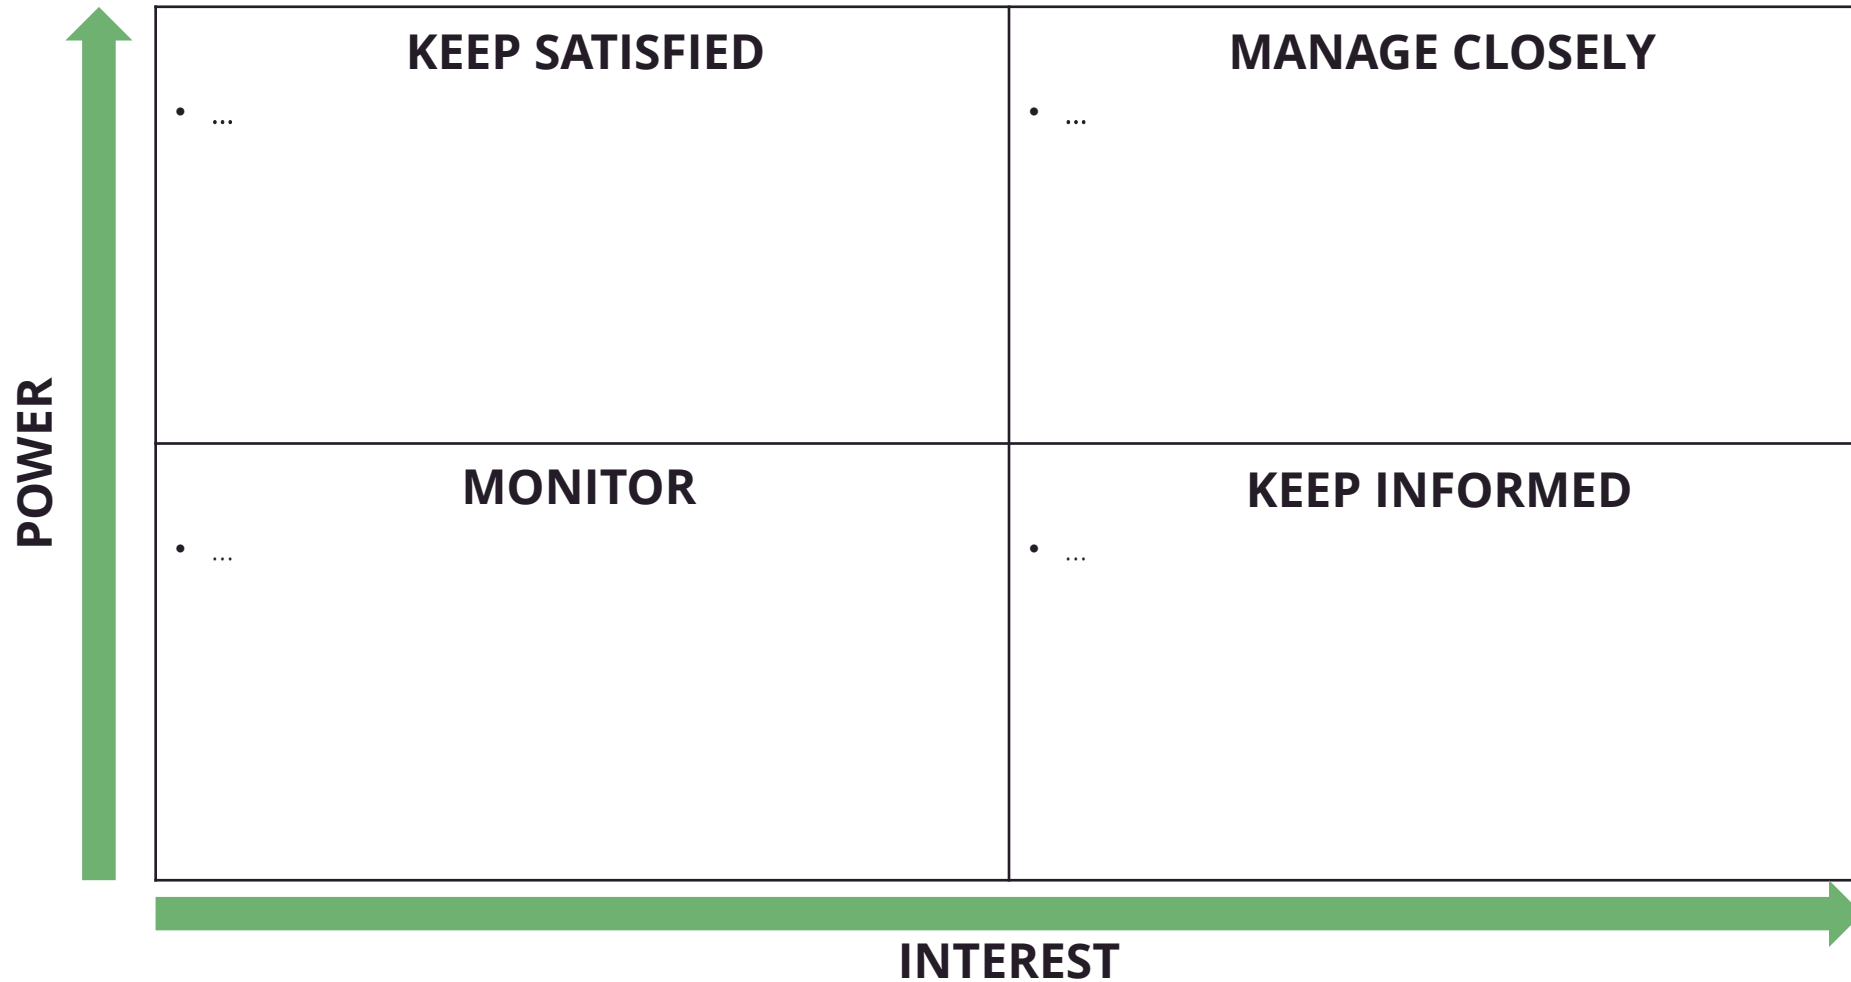 KEEP SATISFIED
• ...
MANAGE CLOSELY
• ...
POWER
MONITOR
• ...
KEEP INFORMED
• ...
INTEREST